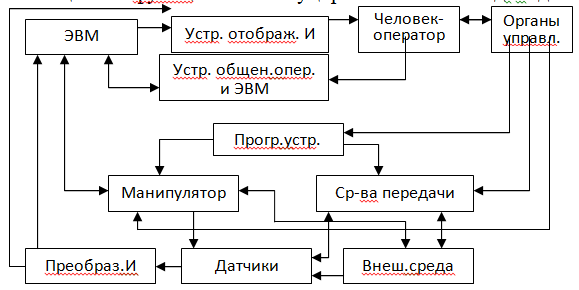 ЭВМ
Устр. отображ. И
Человек-
оператор
Органы
управл.
Устр. общен.опер.
и ЭВМ
Прогр.устр.
Манипулятор
Ср-ва передачи
Преобраз.И
Датчики
Внеш.среда